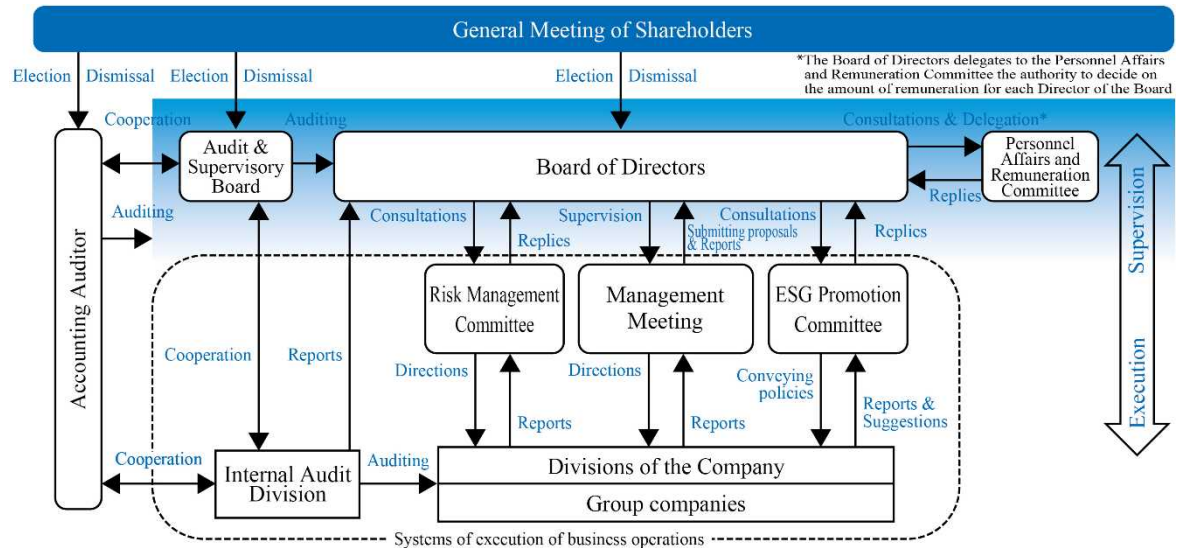 General Meeting of Shareholders
Election
Dismissal
Election
Dismissal
Election
Dismissal
*The Board of Directors delegates to the Personnel Affairs
and Remuneration Committee the authority to decide on
the amount of remuneration for each Director of the Board
Cooperation
Auditing
Consultations & Delegation*
Accounting Auditor
Audit &
Supervisory
Board
Board of Directors
Personnel
Affairs and
Remuneration
Committee
Replies
Auditing
Consultations
Replies
Supervision
Submitting proposals
& Reports
Consultations
Replies
Supervision
Execution
Risk Management
Committee
Management
Meeting
ESG Promotion
Committee
Cooperation
Reports
Directions
Reports
Directions
Reports
Conveying
policies
Reports &
Suggestions
Cooperation
Internal Audit
Division
Auditing
Divisions of the Company
Group companies
Systems of execution of business operations